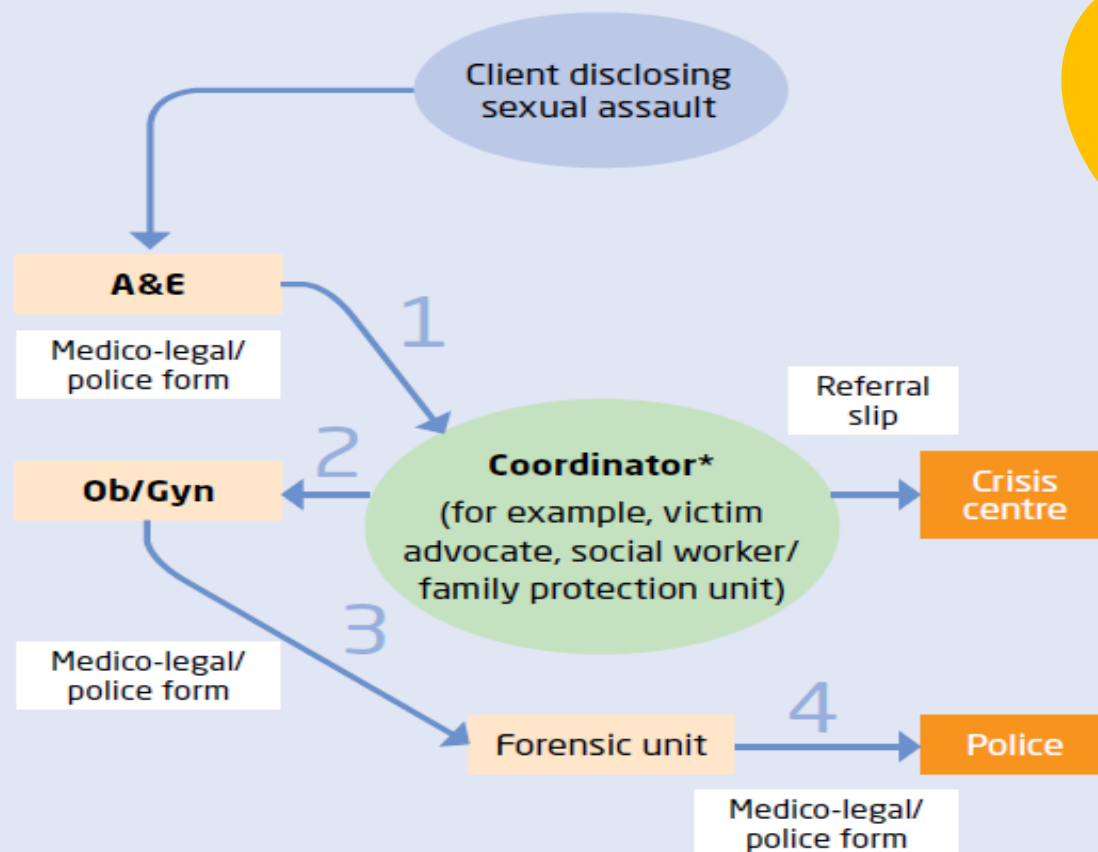 Client disclosing
sexual assault
A&E
Medico-legal/
police form
1
Referral
slip
2
Ob/Gyn
Coordinator*
(for example, victim
advocate, social worker/
family protection unit)
Crisis
centre
3
Medico-legal/
police form
Forensic unit
4
Police
Medico-legal/
police form